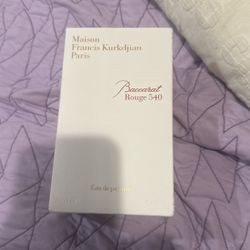 Maison
Francis Kurkdjian
Paris
Baccarat
Rouge 540
Eau de parfum